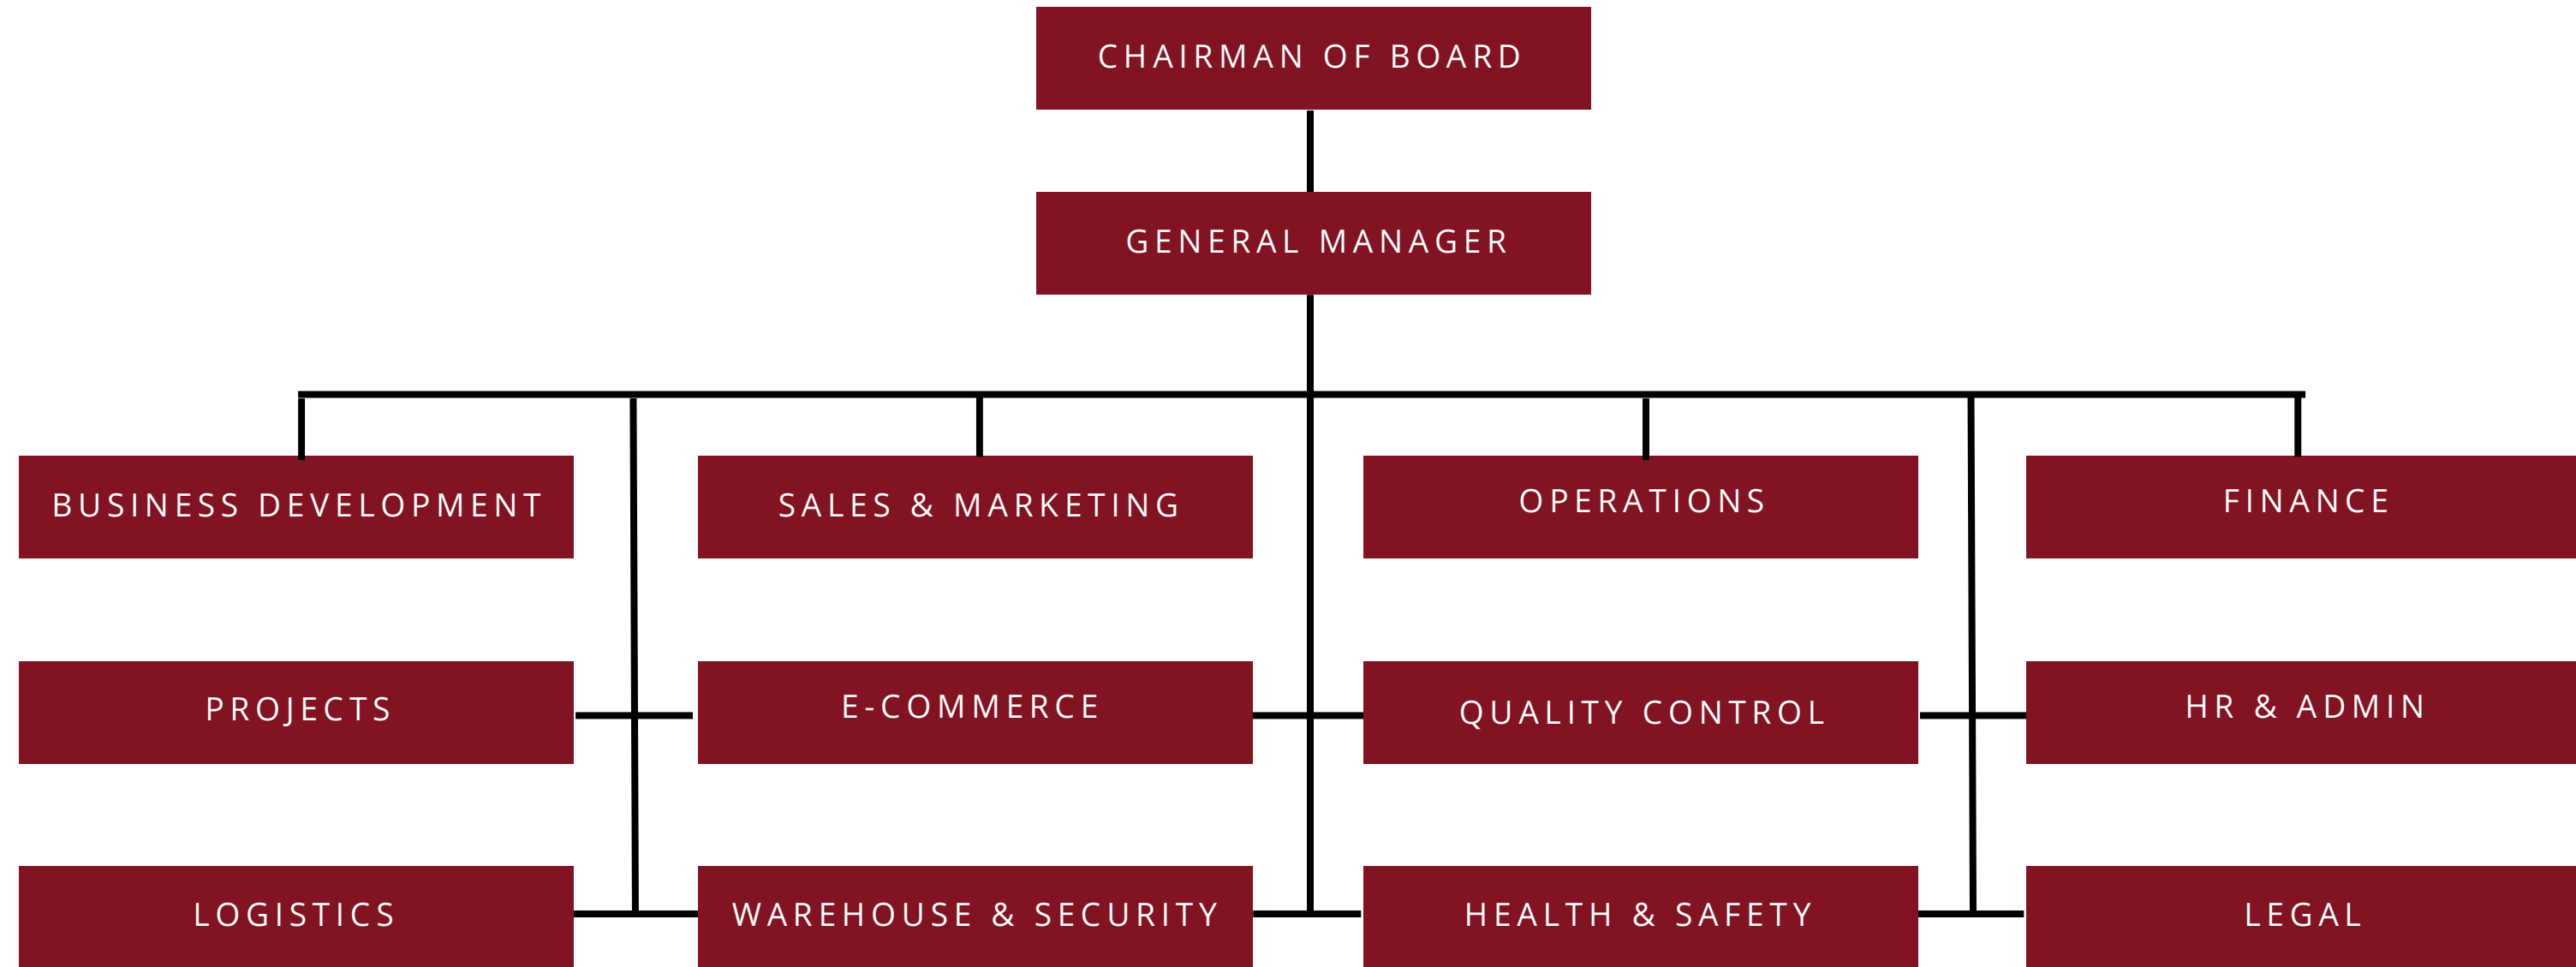 CHAIRMAN OF BOARD
GENERAL MANAGER
BUSINESS DEVELOPMENT
SALES & MARKETING
OPERATIONS
FINANCE
PROJECTS
E-COMMERCE
QUALITY CONTROL
HR & ADMIN
LOGISTICS
WAREHOUSE & SECURITY
HEALTH & SAFETY
LEGAL